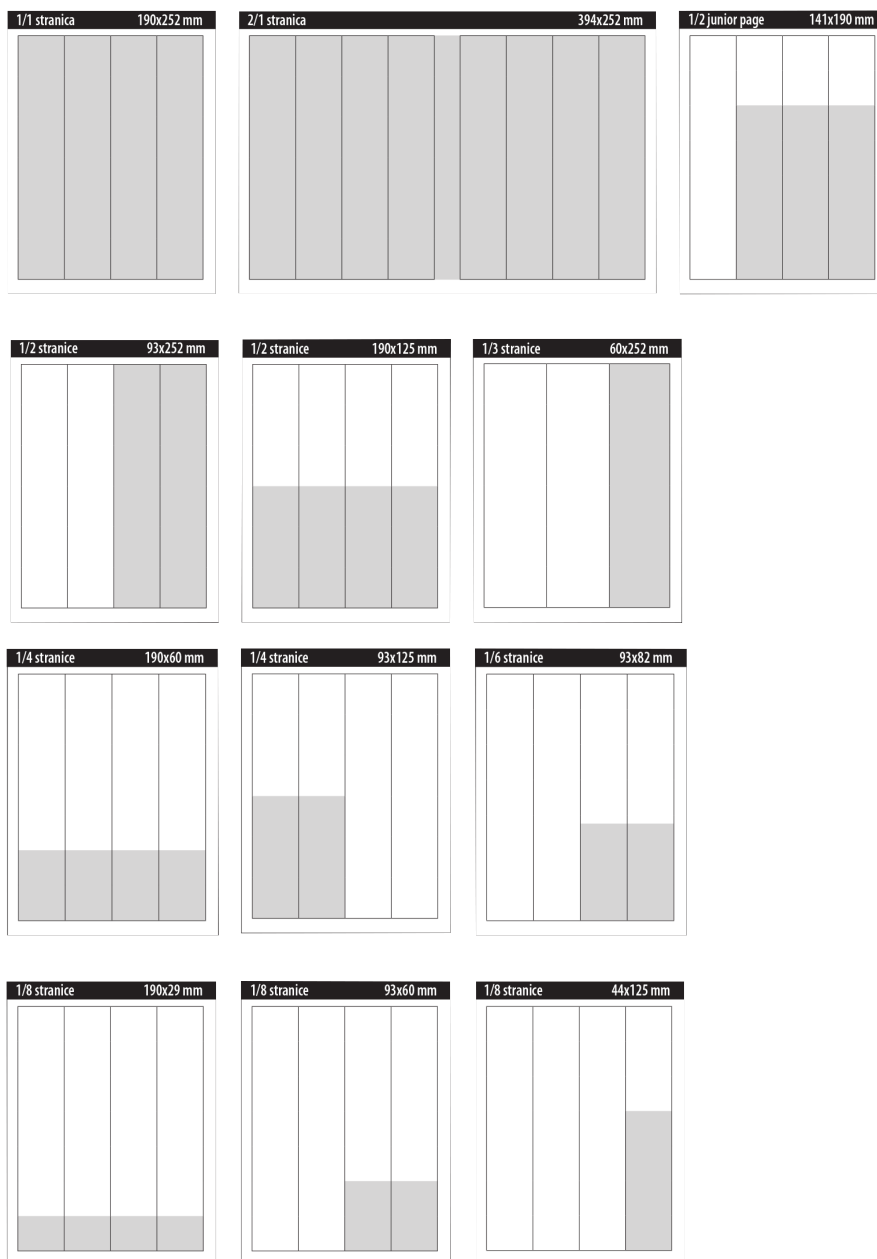 1/1 stranica 190x252 mm
2/1 stranica 394x252 mm
1/2 junior page 141x190 mm
1/2 stranice 93x252 mm
1/2 stranice 190x125 mm
1/3 stranice 60x252 mm
1/4 stranice 190x60 mm
1/4 stranice 93x125 mm
1/6 stranice 93x82 mm
1/8 stranice 190x29 mm
1/8 stranice 93x60 mm
1/8 stranice 44x125 mm